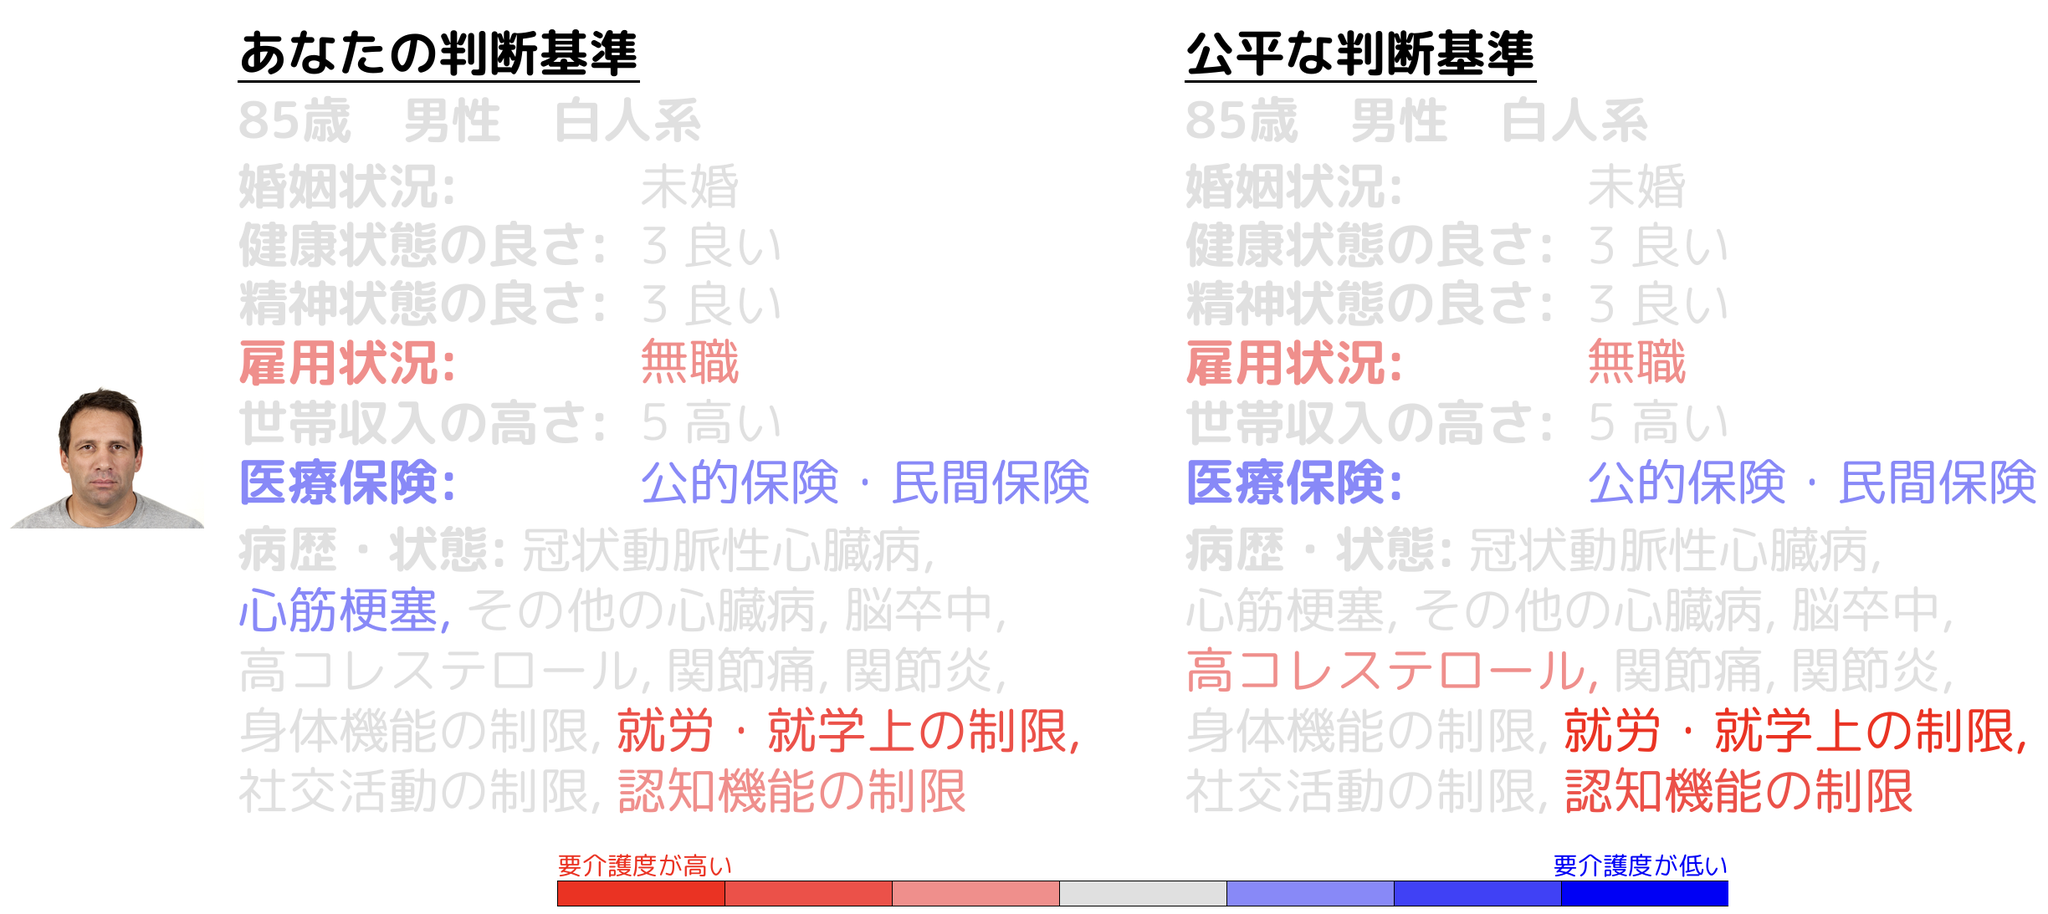 あなたの判断基準
85歳　男性　白人系
婚姻状況: 未婚
健康状態の良さ: 3 良い
精神状態の良さ: 3 良い
雇用状況: 無職
世帯収入の高さ: 5 高い
医療保険: 公的保険・民間保険
病歴・状態: 冠状動脈性心臓病,
心筋梗塞, その他の心臓病, 脳卒中,
高コレステロール, 関節痛, 関節炎,
身体機能の制限, 就労・就学上の制限,
社交活動の制限, 認知機能の制限
公平な判断基準
85歳　男性　白人系
婚姻状況: 未婚
健康状態の良さ: 3 良い
精神状態の良さ: 3 良い
雇用状況: 無職
世帯収入の高さ: 5 高い
医療保険: 公的保険・民間保険
病歴・状態: 冠状動脈性心臓病,
心筋梗塞, その他の心臓病, 脳卒中,
高コレステロール, 関節痛, 関節炎,
身体機能の制限, 就労・就学上の制限,
社交活動の制限, 認知機能の制限
要介護度が高い
要介護度が低い